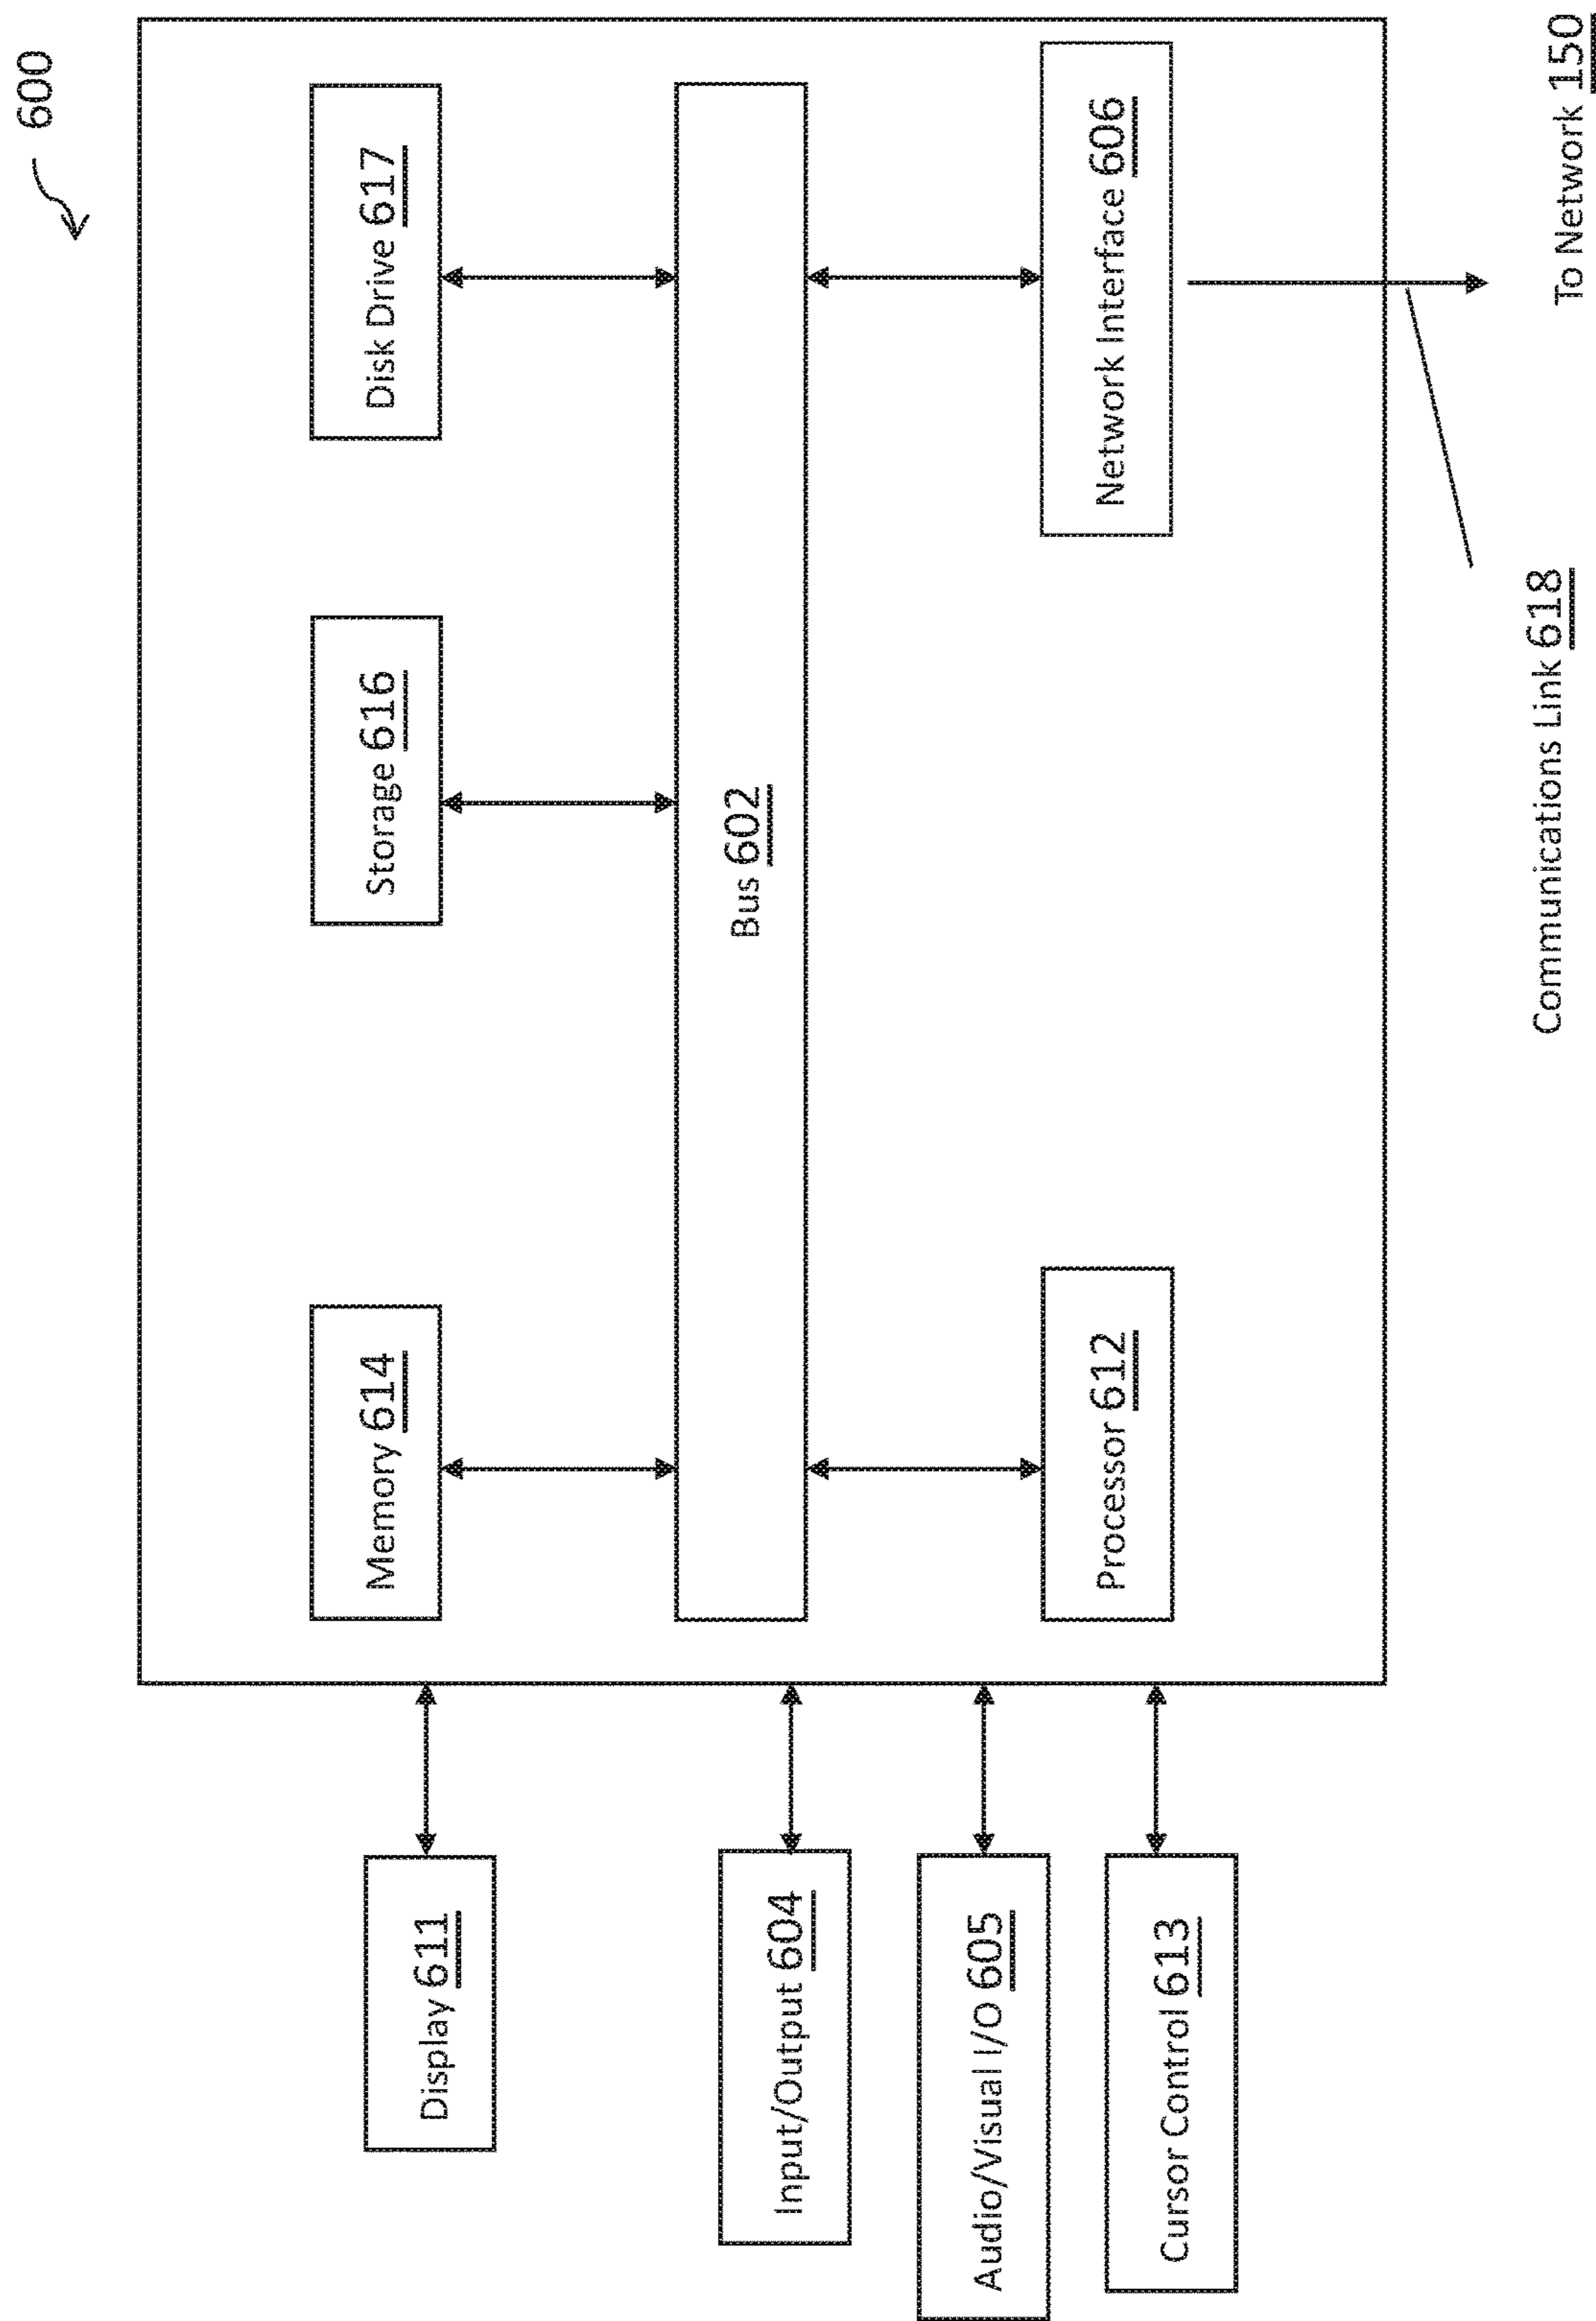 600
Display 611
Memory 614
Storage 616
Disk Drive 617
Input/Output 604
Bus 602
Audio/Visual I/O 605
Cursor Control 613
Processor 612
Network Interface 606
Communications Link 618
To Network 150